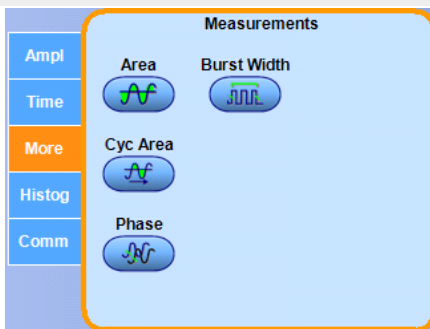 Measurements
Ampl
Time
More
Histog
Comm
Area
Burst Width
Cyc Area
Phase